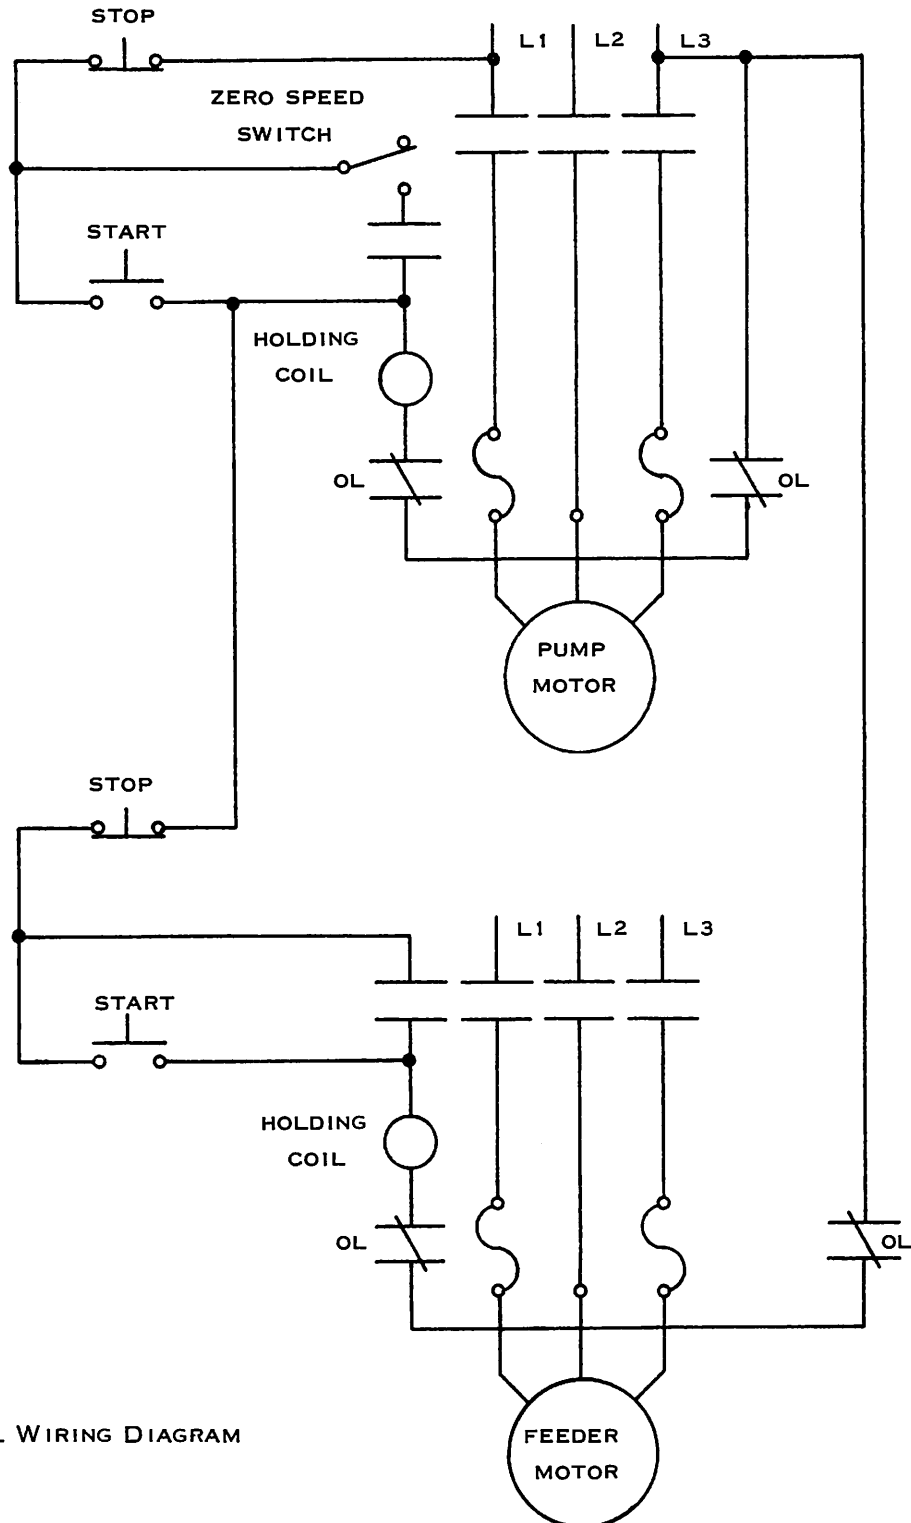 STOP
L1
L2
L3
ZERO SPEED
SWITCH
START
HOLDING
COIL
OL
OL
PUMP
MOTOR
STOP
L1
L2
L3
START
HOLDING
COIL
OL
OL
WIRING DIAGRAM
FEEDER
MOTOR